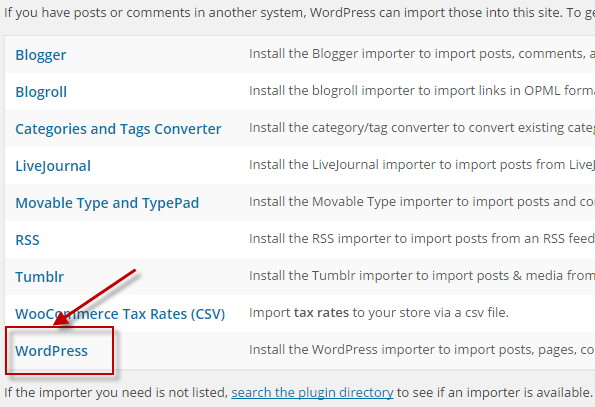 If you have posts or comments in another system, WordPress can import those into this site. To
Blogger Install the Blogger importer to import posts, comments,
Blogroll Install the blogroll importer to import links in OPML
Categories and Tags Converter Install the category/tag converter to convert existing
LiveJournal Install the LiveJournal importer to import posts from
Movable Type and TypePad Install the Movable Type importer to import posts and
RSS Install the RSS importer to import posts from an RSS feed
Tumblr Install the Tumblr importer to import posts & media from
WooCommerce Tax Rates (CSV) Import tax rates to your store via a csv file.
WordPress Install the WordPress importer to import posts, pages,
If the importer you need is not listed, search the plugin directory to see if an importer is available.